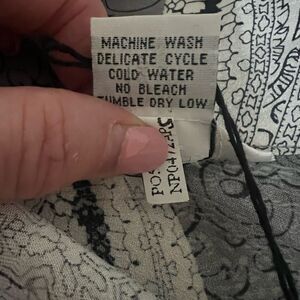 MACHINE WASH
DELICATE CYCLE
COLD WATER
NO BLEACH
TUMBLE DRY LOW
S